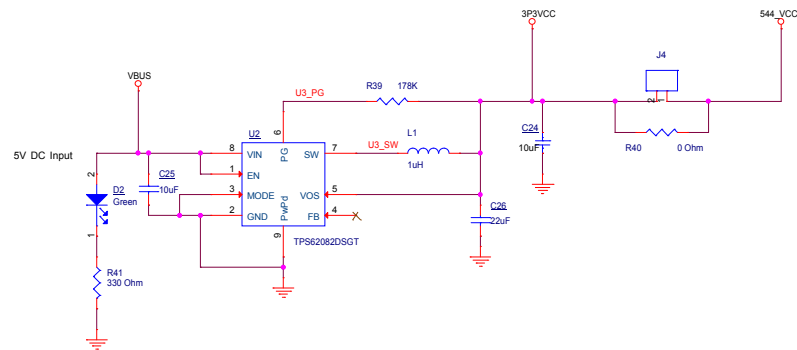 3P3VCC
544_VCC
J4
VBUS
R39 178K
U3_PG
2 1
6
U2
L1
C24
10uF
R40 0 Ohm
5V DC Input
8 VIN PG SW 7
U3_SW
1uH
C25
10uF
1 EN
2
D2
Green
3 MODE VOS 5
2 GND PwPd FB 4
C26
22uF
1
9
TPS62082DSGT
R41
330 Ohm